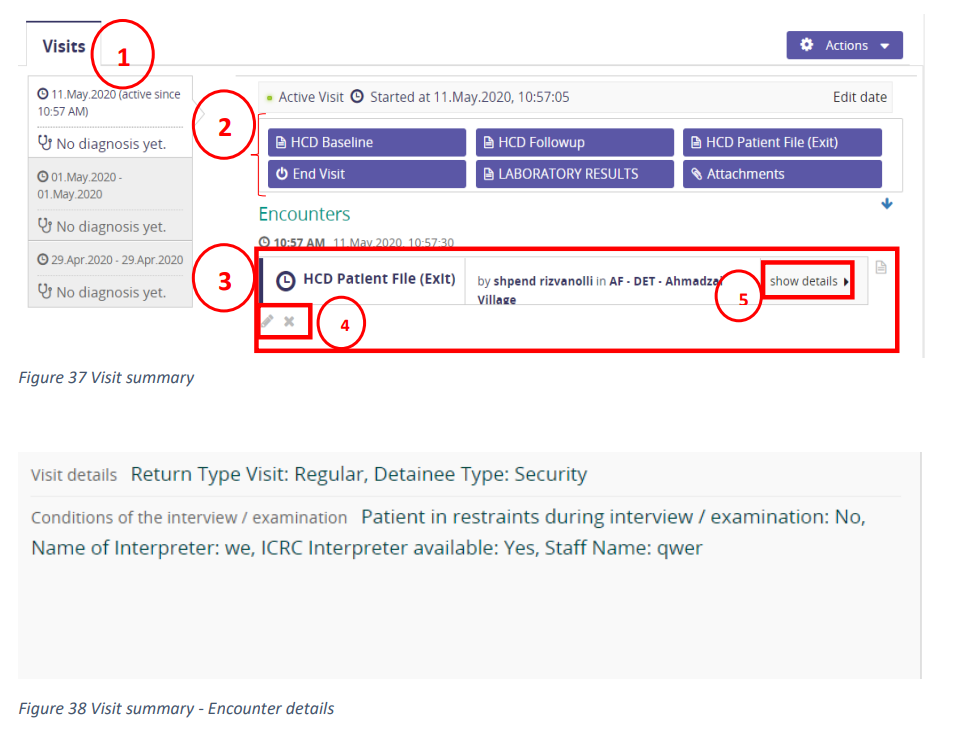 Visits
1
Actions
11.May.2020 (active since
10:57 AM)
No diagnosis yet.
01.May.2020 -
01.May.2020
No diagnosis yet.
29.Apr.2020 - 29.Apr.2020
No diagnosis yet.
Active Visit Started at 11.May.2020, 10:57:05 Edit date
2
HCD Baseline HCD Followup HCD Patient File (Exit)
End Visit LABORATORY RESULTS Attachments
Encounters
10:57 AM 11.May.2020, 10:57:30
3
HCD Patient File (Exit) by shpend rizvanolli in AF - DET - Ahmadzai
Village
5
show details
4
Figure 37 Visit summary
Visit details Return Type Visit: Regular, Detainee Type: Security
Conditions of the interview / examination Patient in restraints during interview / examination: No,
Name of Interpreter: we, ICRC Interpreter available: Yes, Staff Name: qwer
Figure 38 Visit summary - Encounter details